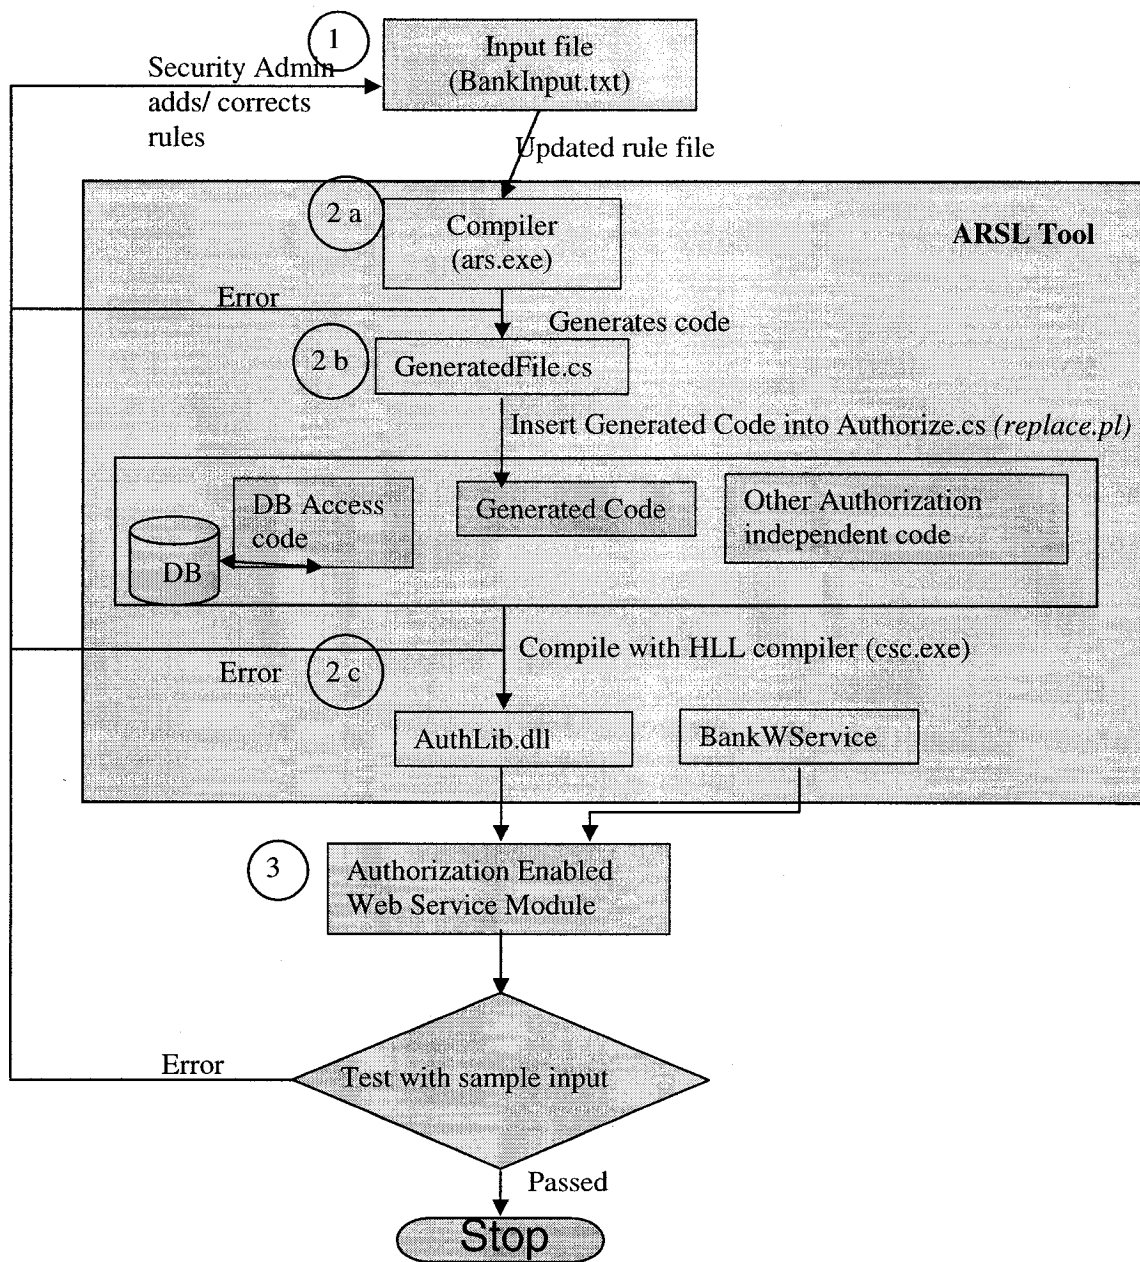 1
Input file
(BankInput.txt)
Security Admin
adds/ corrects
rules
Updated rule file
2 a
Compiler
(ars.exe)
ARSL Tool
Error
Generates code
2 b
GeneratedFile.cs
Insert Generated Code into Authorize.cs (replace.pl)
DB Access
code
Generated Code
Other Authorization
independent code
DB
Compile with HLL compiler (csc.exe)
Error
2 c
AuthLib.dll
BankWService
3
Authorization Enabled
Web Service Module
Error
Test with sample input
Passed
Stop